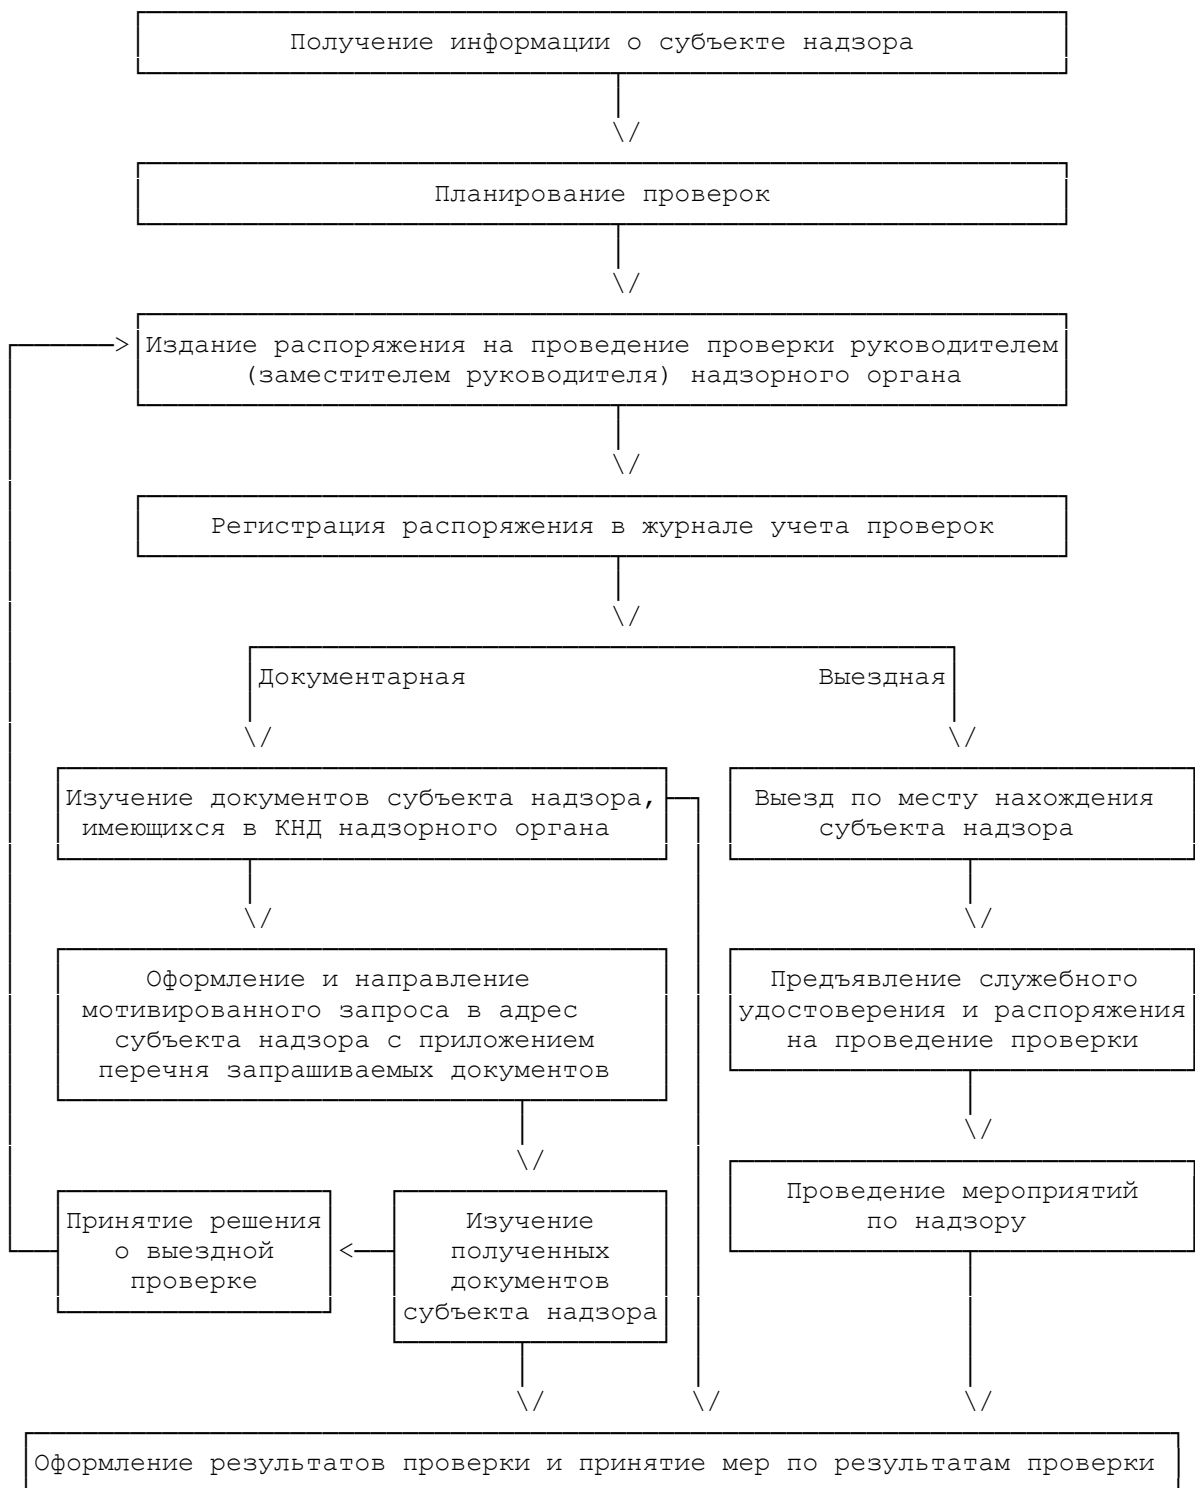 Получение информации о субъекте надзора
Планирование проверок
Издание распоряжения на проведение проверки руководителем
(заместителем руководителя) надзорного органа
Регистрация распоряжения в журнале учета проверок
Документарная
Выездная
Изучение документов субъекта надзора,
имеющихся в КНД надзорного органа
Выезд по месту нахождения
субъекта надзора
Оформление и направление
мотивированного запроса в адрес
субъекта надзора с приложением
перечня запрашиваемых документов
Предъявление служебного
удостоверения и распоряжения
на проведение проверки
Принятие решения
о выездной
проверке
Изучение
полученных
документов
субъекта надзора
Проведение мероприятий
по надзору
Оформление результатов проверки и принятие мер по результатам проверки